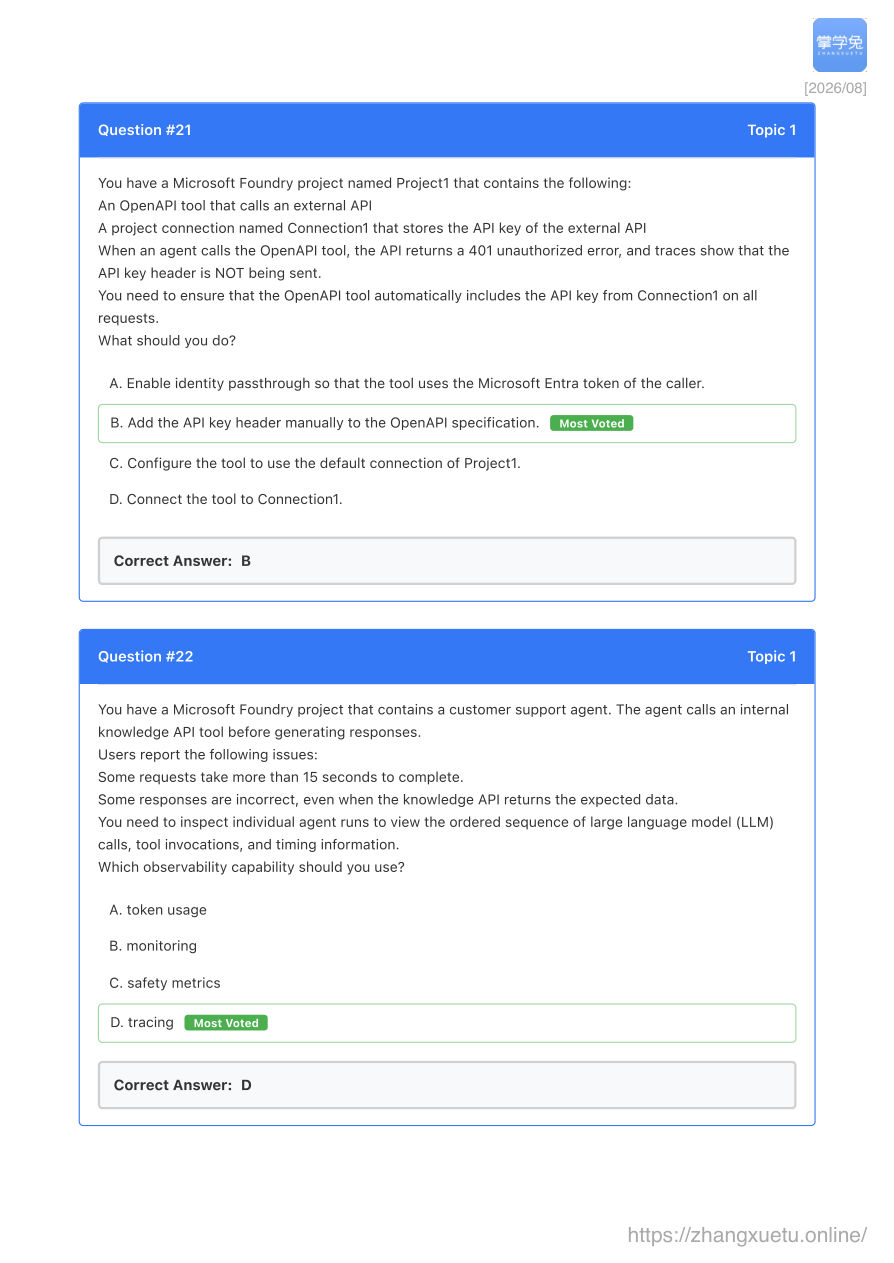 掌学兔
ZHANGXUETU
[2026/08]
Question #21 Topic 1
You have a Microsoft Foundry project named Project1 that contains the following:
An OpenAPI tool that calls an external API
A project connection named Connection1 that stores the API key of the external API
When an agent calls the OpenAPI tool, the API returns a 401 unauthorized error, and traces show that the
API key header is NOT being sent.
You need to ensure that the OpenAPI tool automatically includes the API key from Connection1 on all
requests.
What should you do?
A. Enable identity passthrough so that the tool uses the Microsoft Entra token of the caller.
B. Add the API key header manually to the OpenAPI specification. Most Voted
C. Configure the tool to use the default connection of Project1.
D. Connect the tool to Connection1.
Correct Answer: B
Question #22 Topic 1
You have a Microsoft Foundry project that contains a customer support agent. The agent calls an internal
knowledge API tool before generating responses.
Users report the following issues:
Some requests take more than 15 seconds to complete.
Some responses are incorrect, even when the knowledge API returns the expected data.
You need to inspect individual agent runs to view the ordered sequence of large language model (LLM)
calls, tool invocations, and timing information.
Which observability capability should you use?
A. token usage
B. monitoring
C. safety metrics
D. tracing Most Voted
Correct Answer: D
https://zhangxuetu.online/